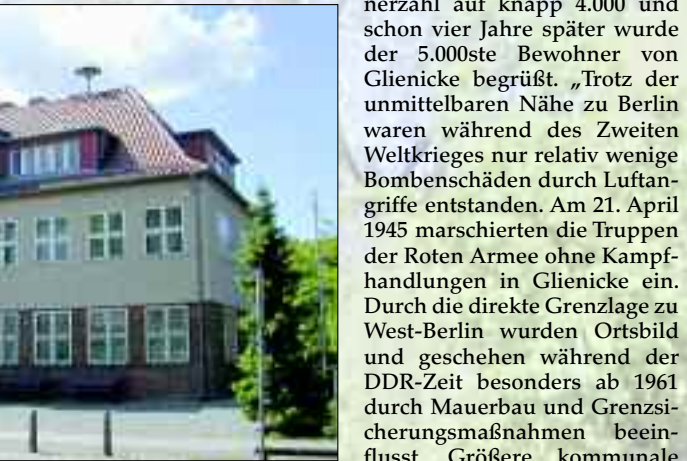 nerzahl auf knapp 4.000 und
schon vier Jahre später wurde
der 5.000ste Bewohner von
Glienicke begrüßt. „Trotz der
unmittelbaren Nähe zu Berlin
waren während des Zweiten
Weltkrieges nur relativ wenige
Bombenschäden durch Luftan-
griffe entstanden. Am 21. April
1945 marschierten die Truppen
der Roten Armee ohne Kampf-
handlungen in Glienicke ein.
Durch die direkte Grenzlage zu
West-Berlin wurden Ortsbild
und geschehen während der
DDR-Zeit besonders ab 1961
durch Mauerbau und Grenzsi-
cherungsmaßnahmen beein-
flusst. Größere kommunale